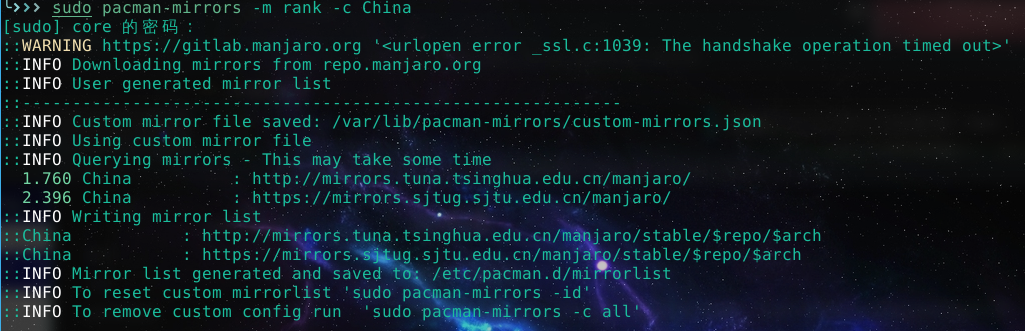 ╰›››› sudo pacman-mirrors -m rank -c China
[sudo] core 的密码：
::WARNING https://gitlab.manjaro.org '<urlopen error _ssl.c:1039: The handshake operation timed out>'
::INFO Downloading mirrors from repo.manjaro.org
::INFO User generated mirror list
::------------------------------------------------------------
::INFO Custom mirror file saved: /var/lib/pacman-mirrors/custom-mirrors.json
::INFO Using custom mirror file
::INFO Querying mirrors - This may take some time
  1.760 China          : http://mirrors.tuna.tsinghua.edu.cn/manjaro/
  2.396 China          : https://mirrors.sjtug.sjtu.edu.cn/manjaro/
::INFO Writing mirror list
::China           : http://mirrors.tuna.tsinghua.edu.cn/manjaro/stable/$repo/$arch
::China           : https://mirrors.sjtug.sjtu.edu.cn/manjaro/stable/$repo/$arch
::INFO Mirror list generated and saved to: /etc/pacman.d/mirrorlist
::INFO To reset custom mirrorlist 'sudo pacman-mirrors -id'
::INFO To remove custom config run  'sudo pacman-mirrors -c all'